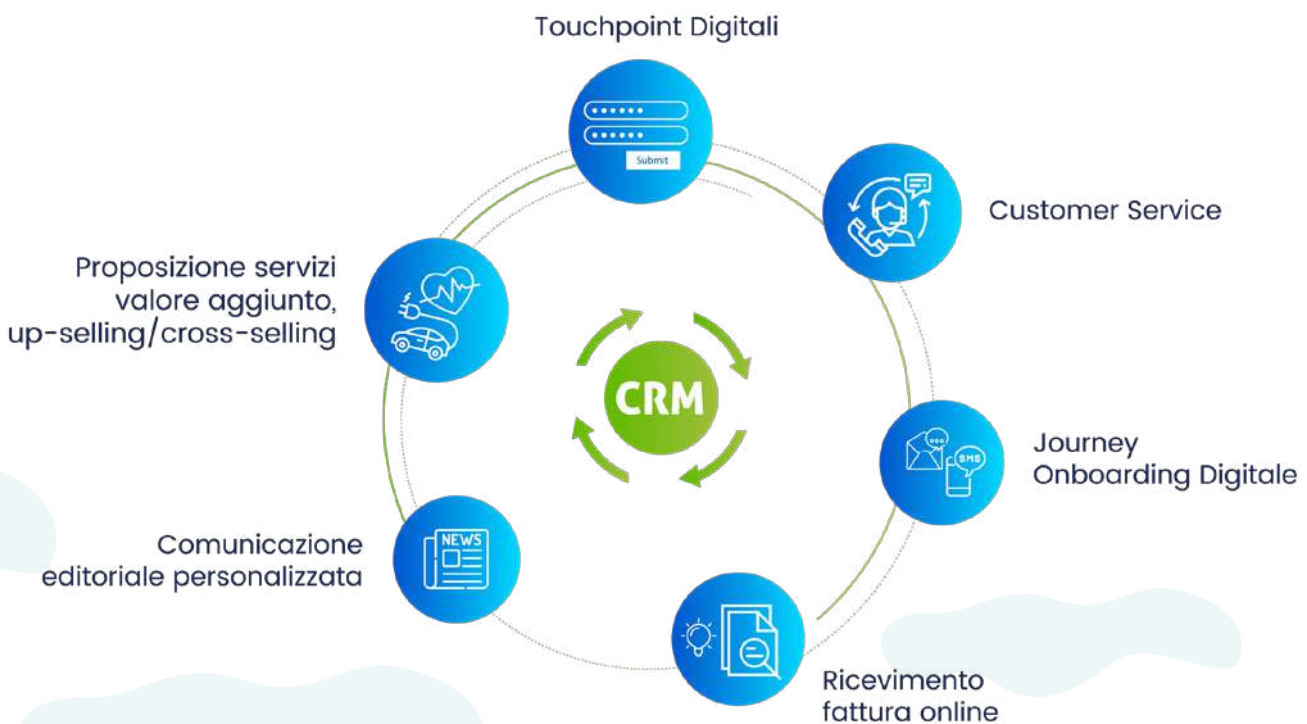 Touchpoint Digitali
Submit
Customer Service
Proposizione servizi
valore aggiunto,
up-selling/cross-selling
CRM
Journey
Onboarding Digitale
SMS
NEWS
Comunicazione
editoriale personalizzata
Ricevimento
fattura online